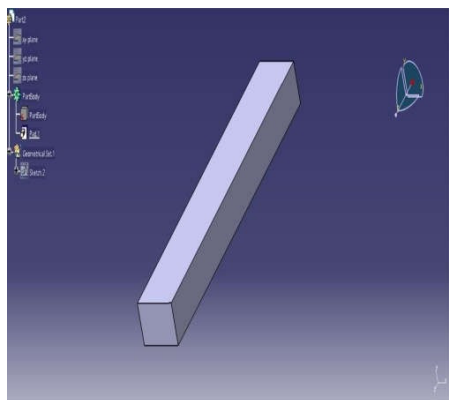 Part2
xy plane
yz plane
zx plane
PartBody
PartBody
Pad.1
Geometrical Set.1
Sketch.2